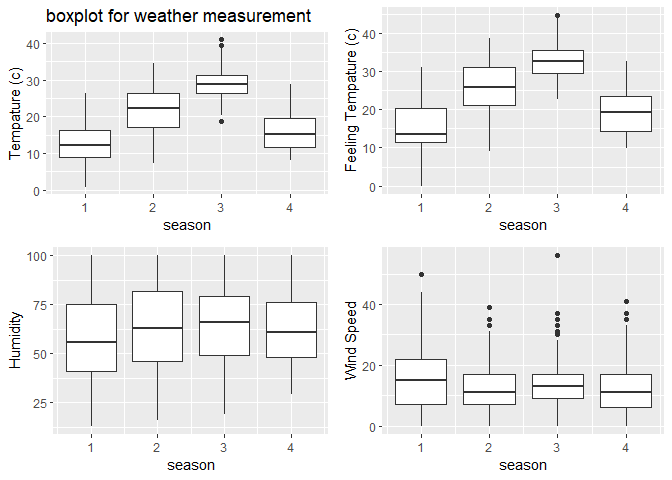 boxplot for weather measurement
Tempature (c)
40
30
20
10
0
1 2 3 4
season
Feeling Tempature (c)
40
30
20
10
0
1 2 3 4
season
Humidity
100
75
50
25
1 2 3 4
season
Wind Speed
40
20
0
1 2 3 4
season